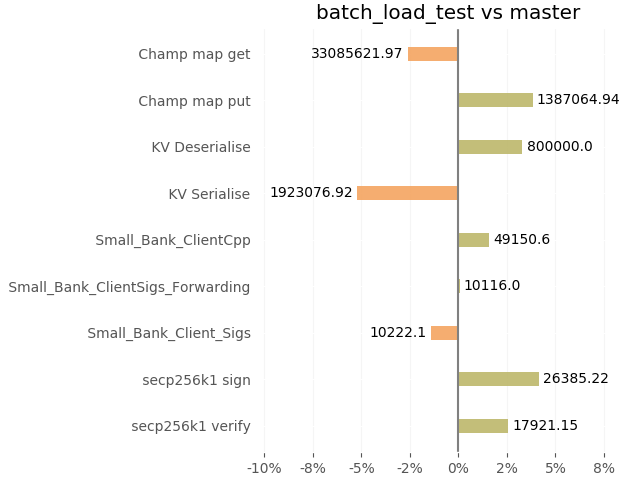 batch_load_test vs master
Champ map get 33085621.97
Champ map put 1387064.94
KV Deserialise 800000.0
KV Serialise 1923076.92
Small_Bank_ClientCpp 49150.6
Small_Bank_ClientSigs_Forwarding 10116.0
Small_Bank_Client_Sigs 10222.1
secp256k1 sign 26385.22
secp256k1 verify 17921.15
-10% -8% -5% -2% 0% 2% 5% 8%